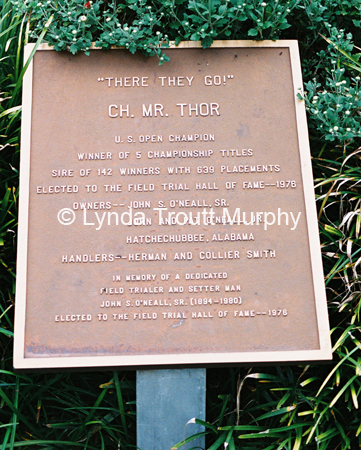 "THERE THEY GO!"
CH. MR. THOR
U.S. OPEN CHAMPION
WINNER OF 5 CHAMPIONSHIP TITLES
SIRE OF 142 WINNERS WITH 639 PLACEMENTS
ELECTED TO THE FIELD TRIAL HALL OF FAME--1976
OWNERS-- JOHN S. O'NEALL, SR.
© Lynda Troutt Murphy
HATCHECHUBBEE, ALABAMA
HANDLERS--HERMAN AND COLLIER SMITH
IN MEMORY OF A DEDICATED
FIELD TRIALER AND SETTER MAN
JOHN S. O'NEALL, SR. (1894-1980)
ELECTED TO THE FIELD TRIAL HALL OF FAME--1976